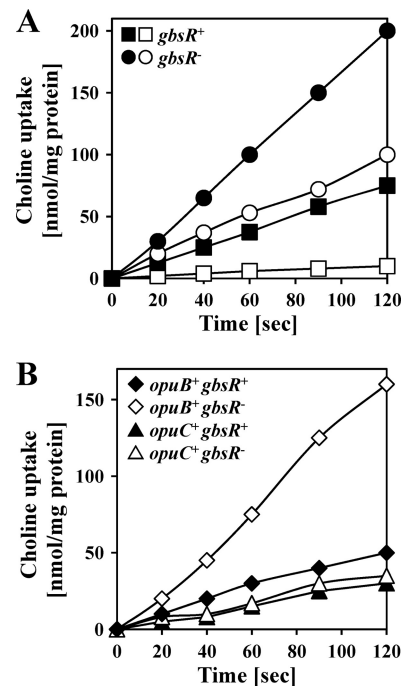 A
gbsR+
gbsR-
Choline uptake
[nmol/mg protein]
200
150
100
50
0
0 20 40 60 80 100 120
Time [sec]
B
opuB+ gbsR+
opuB+ gbsR-
opuC+ gbsR+
opuC+ gbsR-
Choline uptake
[nmol/mg protein]
150
100
50
0
0 20 40 60 80 100 120
Time [sec]